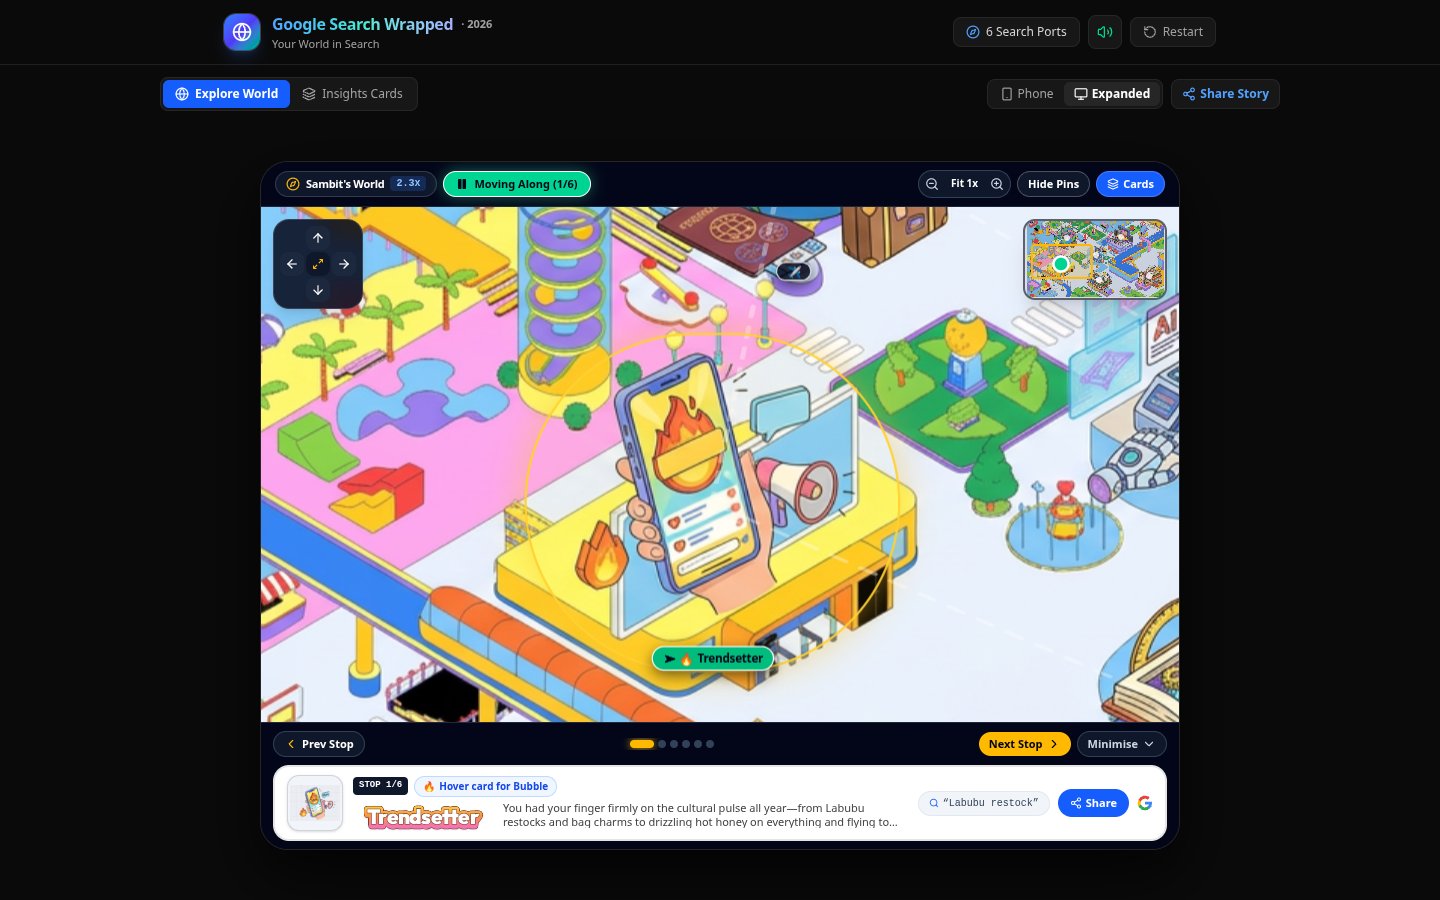 Google Search Wrapped · 2026
Your World in Search
6 Search Ports
Restart
Explore World
Insights Cards
Phone
Expanded
Share Story
Sambit's World 2.3x
Moving Along (1/6)
Fit 1x
Hide Pins
Cards
AI
🔥 Trendsetter
Prev Stop
Next Stop
Minimise
STOP 1/6
🔥 Hover card for Bubble
Trendsetter
You had your finger firmly on the cultural pulse all year—from Labubu
restocks and bag charms to drizzling hot honey on everything and flying to...
“Labubu restock”
Share